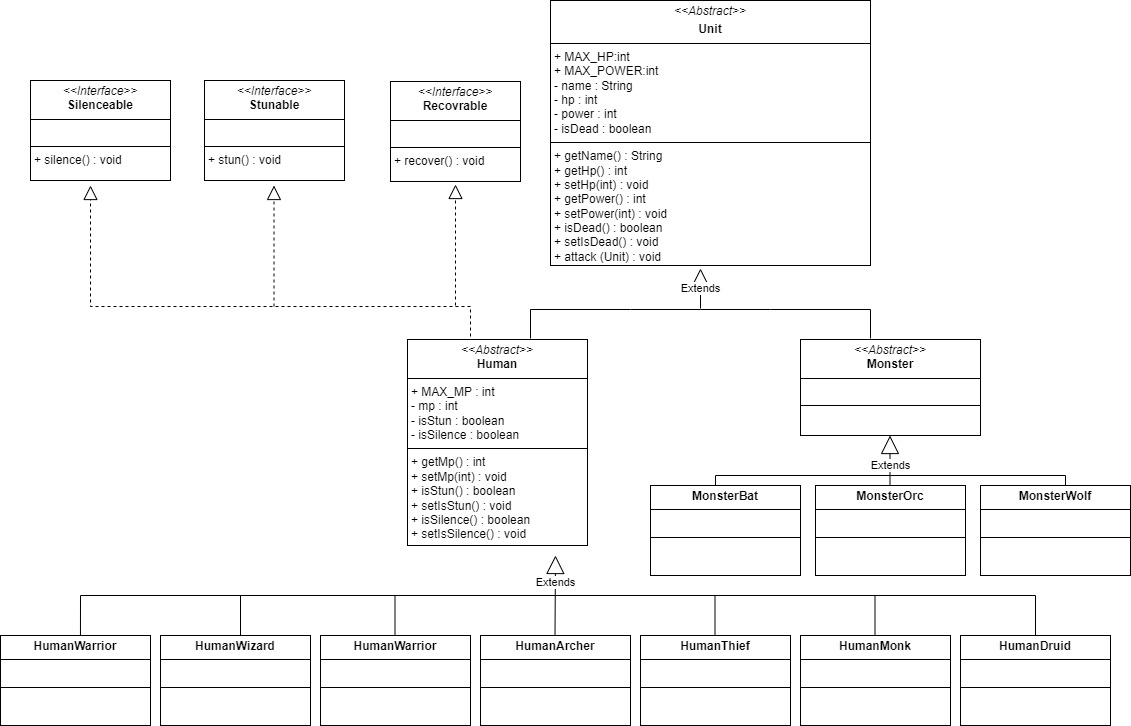 <<Abstract>>
Unit
+ MAX_HP:int
+ MAX_POWER:int
- name : String
- hp : int
- power : int
- isDead : boolean
+ getName() : String
+ getHp() : int
+ setHp(int) : void
+ getPower() : int
+ setPower(int) : void
+ isDead() : boolean
+ setIsDead() : void
+ attack (Unit) : void
<<Interface>>
Silenceable
+ silence() : void
<<Interface>>
Stunable
+ stun() : void
<<Interface>>
Recovrable
+ recover() : void
Extends
<<Abstract>>
Human
+ MAX_MP : int
- mp : int
- isStun : boolean
- isSilence : boolean
+ getMp() : int
+ setMp(int) : void
+ isStun() : boolean
+ setIsStun() : void
+ isSilence() : boolean
+ setIsSilence() : void
<<Abstract>>
Monster
Extends
MonsterBat
MonsterOrc
MonsterWolf
Extends
HumanWarrior
HumanWizard
HumanWarrior
HumanArcher
HumanThief
HumanMonk
HumanDruid